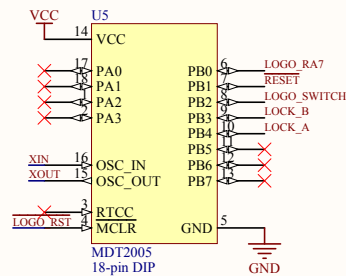 VCC
U5
14 VCC
17 PA0
18 PA1
1 PA2
2 PA3
PB0 6 LOGO_RA7
PB1 7 RESET
PB2 8 LOGO_SWITCH
PB3 9 LOCK_B
PB4 10 LOCK_A
PB5 11
PB6 12
PB7 13
XIN 16 OSC_IN
XOUT 15 OSC_OUT
3 RTCC
LOGO_RST 4 MCLR
GND 5
GND
MDT2005
18-pin DIP